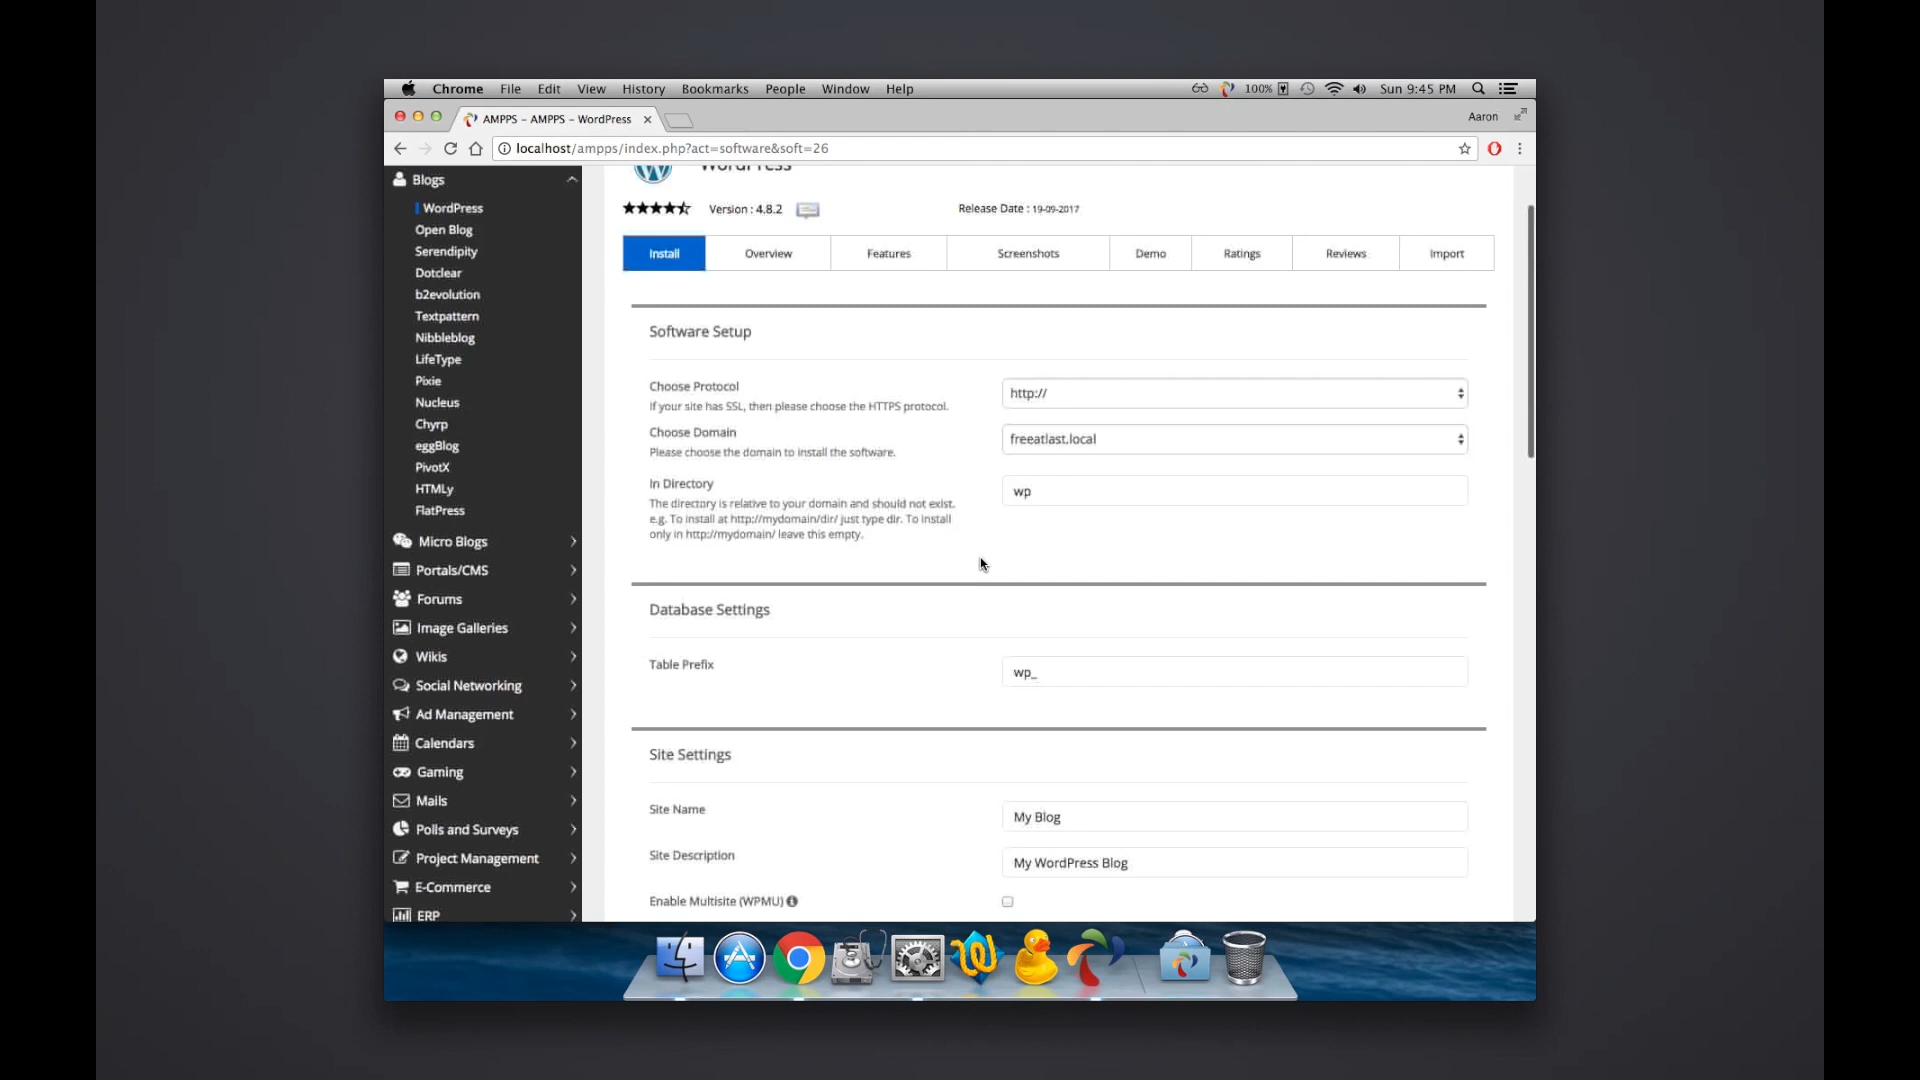 Chrome File Edit View History Bookmarks People Window Help 100% Sun 9:45 PM
AMPPS – AMPPS – WordPress Aaron
localhost/ampps/index.php?act=software&soft=26
Blogs
WordPress
Open Blog
Serendipity
Dotclear
b2evolution
Textpattern
Nibbleblog
LifeType
Pixie
Nucleus
Chyrp
eggBlog
PivotX
HTMLy
FlatPress
Micro Blogs
Portals/CMS
Forums
Image Galleries
Wikis
Social Networking
Ad Management
Calendars
Gaming
Mails
Polls and Surveys
Project Management
E-Commerce
ERP
WordPress
Version : 4.8.2 Release Date : 19-09-2017
Install Overview Features Screenshots Demo Ratings Reviews Import
Software Setup
Choose Protocol
If your site has SSL, then please choose the HTTPS protocol.
http://
Choose Domain
Please choose the domain to install the software.
freeatlast.local
In Directory
The directory is relative to your domain and should not exist.
e.g. To install at http://mydomain/dir/ just type dir. To install
only in http://mydomain/ leave this empty.
wp
Database Settings
Table Prefix
wp_
Site Settings
Site Name
My Blog
Site Description
My WordPress Blog
Enable Multisite (WPMU)